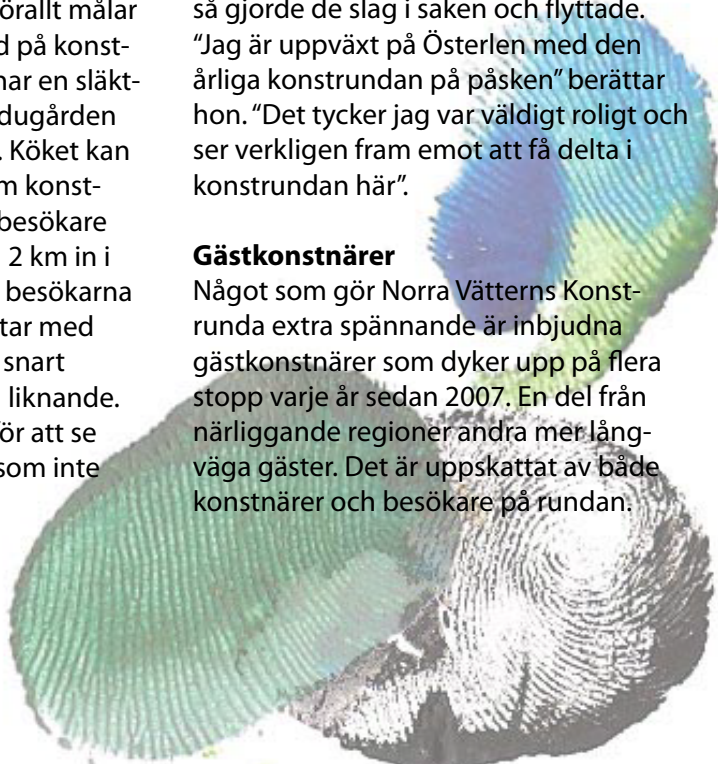 örallt målar
d på konst-
nar en släkt-
dugården
. Köket kan
m konst-
besökare
2 km in i
besökarna
tar med
snart
liknande.
ör att se
som inte
så gjorde de slag i saken och flyttade.
“Jag är uppväxt på Österlen med den
årliga konstrundan på påsken” berättar
hon. “Det tycker jag var väldigt roligt och
ser verkligen fram emot att få delta i
konstrundan här”.
Gästkonstnärer
Något som gör Norra Vätterns Konst-
runda extra spännande är inbjudna
gästkonstnärer som dyker upp på flera
stopp varje år sedan 2007. En del från
närliggande regioner andra mer lång-
väga gäster. Det är uppskattat av både
konstnärer och besökare på rundan.